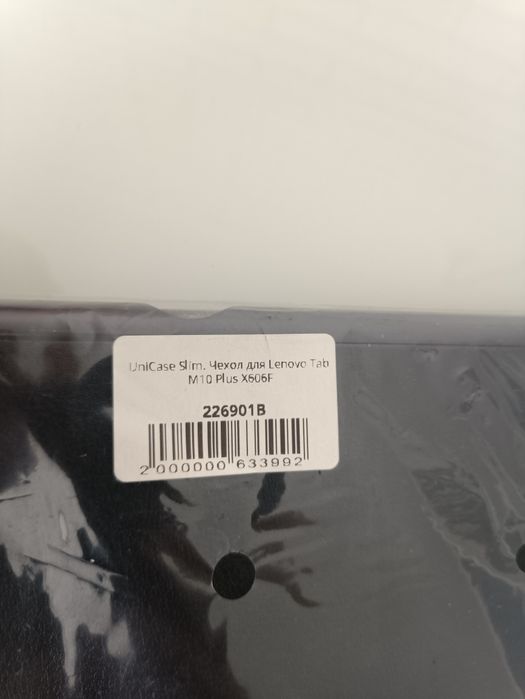 UniCase Slim. Чехол для Lenovo Tab
M10 Plus X606F
226901B
2 000000 633992